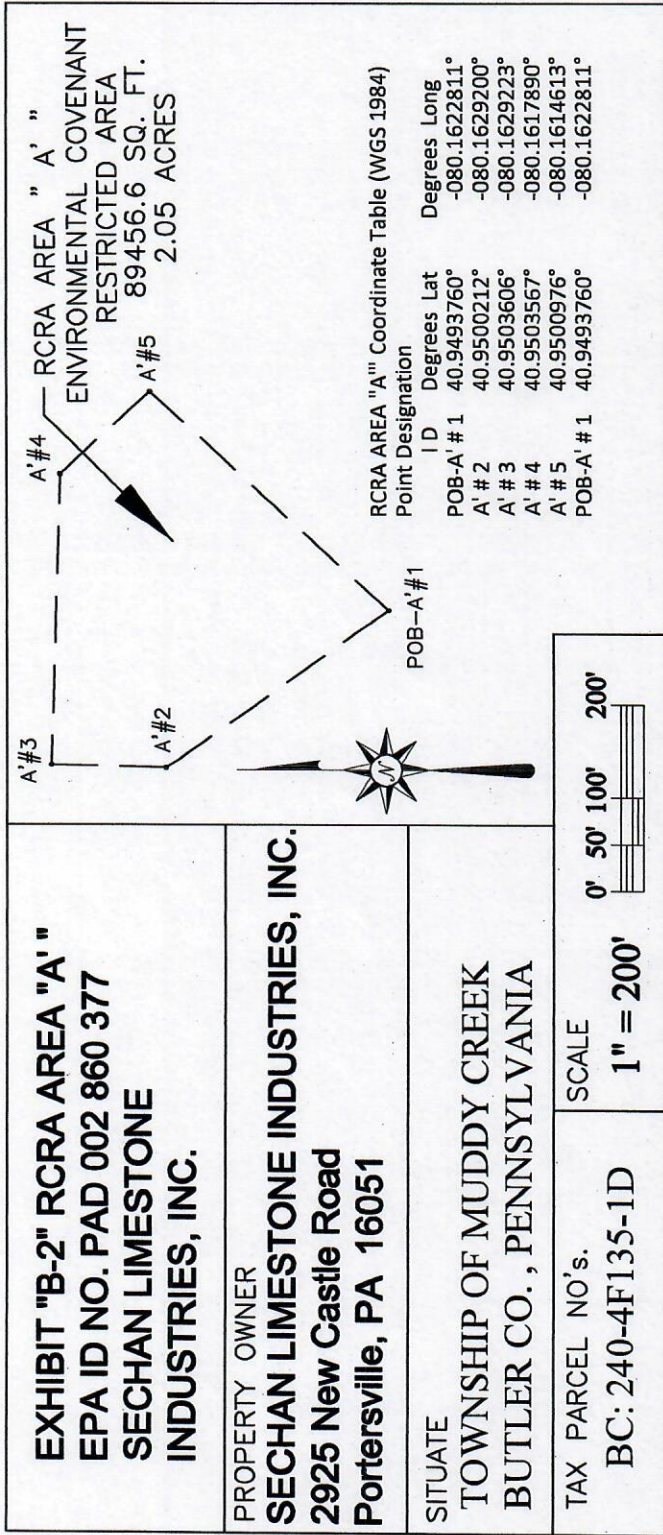 EXHIBIT "B-2" RCRA AREA "A' "
EPA ID NO. PAD 002 860 377
SECHAN LIMESTONE
INDUSTRIES, INC.
PROPERTY OWNER
SECHAN LIMESTONE INDUSTRIES, INC.
2925 New Castle Road
Portersville, PA 16051
SITUATE
TOWNSHIP OF MUDDY CREEK
BUTLER CO. , PENNSYLVANIA
TAX PARCEL NO's.
BC: 240-4F135-1D
SCALE
1" = 200'
0' 50' 100' 200'
RCRA AREA " A' "
ENVIRONMENTAL COVENANT
RESTRICTED AREA
89456.6 SQ. FT.
2.05 ACRES
A'#3
A'#4
A'#5
A'#2
POB-A'#1
N
RCRA AREA "A'" Coordinate Table (WGS 1984)
Point Designation
I D Degrees Lat Degrees Long
POB-A' # 1 40.9493760° -080.1622811°
A' # 2 40.9500212° -080.1629200°
A' # 3 40.9503606° -080.1629223°
A' # 4 40.9503567° -080.1617890°
A' # 5 40.9500976° -080.1614613°
POB-A' # 1 40.9493760° -080.1622811°